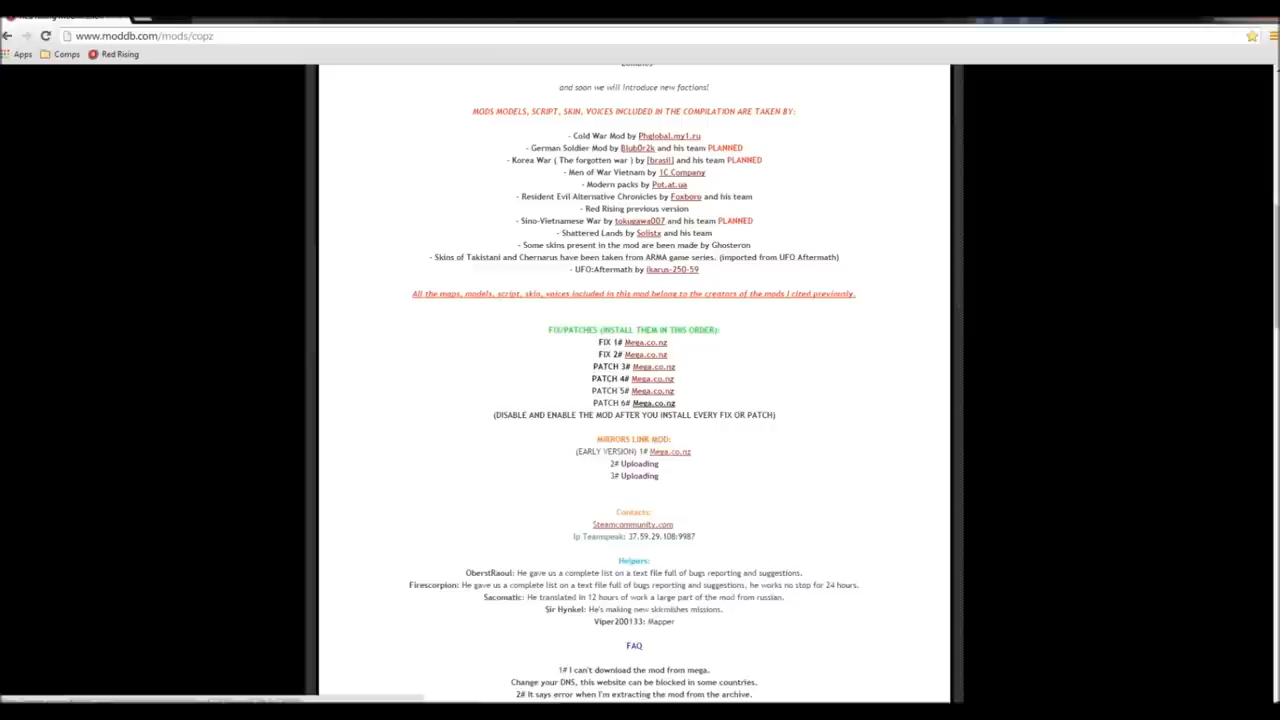 www.moddb.com/mods/copz
Apps Comps Red Rising
Zombies
and soon we will introduce new factions!
MODS MODELS, SCRIPT, SKIN, VOICES INCLUDED IN THE COMPILATION ARE TAKEN BY:
- Cold War Mod by Phglobal.my1.ru
- German Soldier Mod by Blub0r2k and his team PLANNED
- Korea War ( The forgotten war ) by [brasil] and his team PLANNED
- Men of War Vietnam by 1C Company
- Modern packs by Pot.at.ua
- Resident Evil Alternative Chronicles by Foxboro and his team
- Red Rising previous version
- Sino-Vietnamese War by tokugawa007 and his team PLANNED
- Shattered Lands by Solistx and his team
- Some skins present in the mod are been made by Ghosteron
- Skins of Takistani and Chernarus have been taken from ARMA game series. (imported from UFO Aftermath)
- UFO:Aftermath by ikarus-250-59
All the maps, models, script, skin, voices included in this mod belong to the creators of the mods I cited previously.
FIX/PATCHES (INSTALL THEM IN THIS ORDER):
FIX 1# Mega.co.nz
FIX 2# Mega.co.nz
PATCH 3# Mega.co.nz
PATCH 4# Mega.co.nz
PATCH 5# Mega.co.nz
PATCH 6# Mega.co.nz
(DISABLE AND ENABLE THE MOD AFTER YOU INSTALL EVERY FIX OR PATCH)
MIRRORS LINK MOD:
(EARLY VERSION) 1# Mega.co.nz
2# Uploading
3# Uploading
Contacts:
Steamcommunity.com
Ip Teamspeak: 37.59.29.108:9987
Helpers:
OberstRaoul: He gave us a complete list on a text file full of bugs reporting and suggestions.
Firescorpion: He gave us a complete list on a text file full of bugs reporting and suggestions, he works no stop for 24 hours.
Sacomatic: He translated in 12 hours of work a large part of the mod from russian.
Sir Hynkel: He's making new skirmishes missions.
Viper200133: Mapper
FAQ
1# I can't download the mod from mega.
Change your DNS, this website can be blocked in some countries.
2# It says error when I'm extracting the mod from the archive.